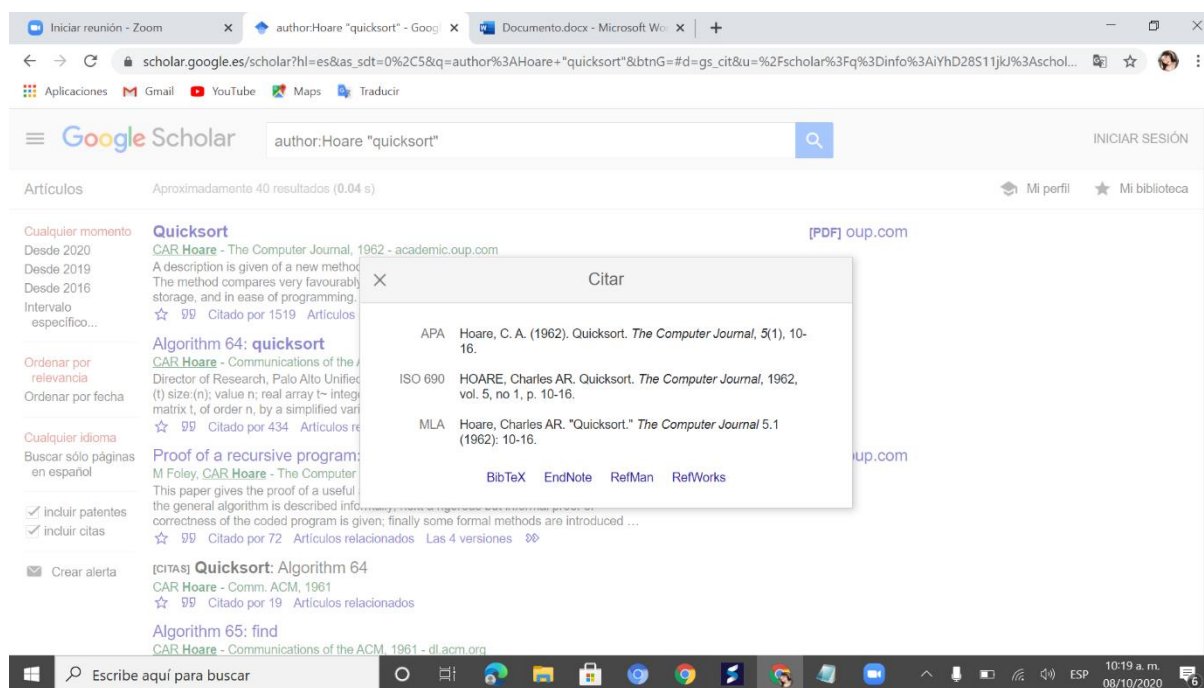 Iniciar reunión - Zoom
author:Hoare "quicksort" - Googl
Documento.docx - Microsoft Wo
scholar.google.es/scholar?hl=es&as_sdt=0%2C5&q=author%3AHoare+"quicksort"&btnG=#d=gs_cit&u=%2Fscholar%3Fq%3Dinfo%3AiYhD28S11jkJ%3Aschol...
Aplicaciones Gmail YouTube Maps Traducir
Google Scholar
author:Hoare "quicksort"
INICIAR SESIÓN
Artículos
Aproximadamente 40 resultados (0.04 s)
Mi perfil
Mi biblioteca
Cualquier momento
Desde 2020
Desde 2019
Desde 2016
Intervalo
específico...
Ordenar por
relevancia
Ordenar por fecha
Cualquier idioma
Buscar sólo páginas
en español
incluir patentes
incluir citas
Crear alerta
Quicksort
[PDF] oup.com
CAR Hoare - The Computer Journal, 1962 - academic.oup.com
A description is given of a new method
The method compares very favourably
storage, and in ease of programming.
Citado por 1519 Artículos
Algorithm 64: quicksort
CAR Hoare - Communications of the
Director of Research, Palo Alto Unified
(t) size:(n); value n; real array t~ integ
matrix t, of order n, by a simplified vari
Citado por 434 Artículos re
Proof of a recursive program:
oup.com
M Foley, CAR Hoare - The Computer
This paper gives the proof of a useful
the general algorithm is described
correctness of the coded program is given; finally some formal methods are introduced …
Citado por 72 Artículos relacionados Las 4 versiones
[CITAS] Quicksort: Algorithm 64
CAR Hoare - Comm. ACM, 1961
Citado por 19 Artículos relacionados
Algorithm 65: find
CAR Hoare - Communications of the ACM, 1961 - dl.acm.org
Citar
APA Hoare, C. A. (1962). Quicksort. The Computer Journal, 5(1), 10-
16.
ISO 690 HOARE, Charles AR. Quicksort. The Computer Journal, 1962,
vol. 5, no 1, p. 10-16.
MLA Hoare, Charles AR. "Quicksort." The Computer Journal 5.1
(1962): 10-16.
BibTeX EndNote RefMan RefWorks
Escribe aquí para buscar
ESP
10:19 a. m.
08/10/2020
6